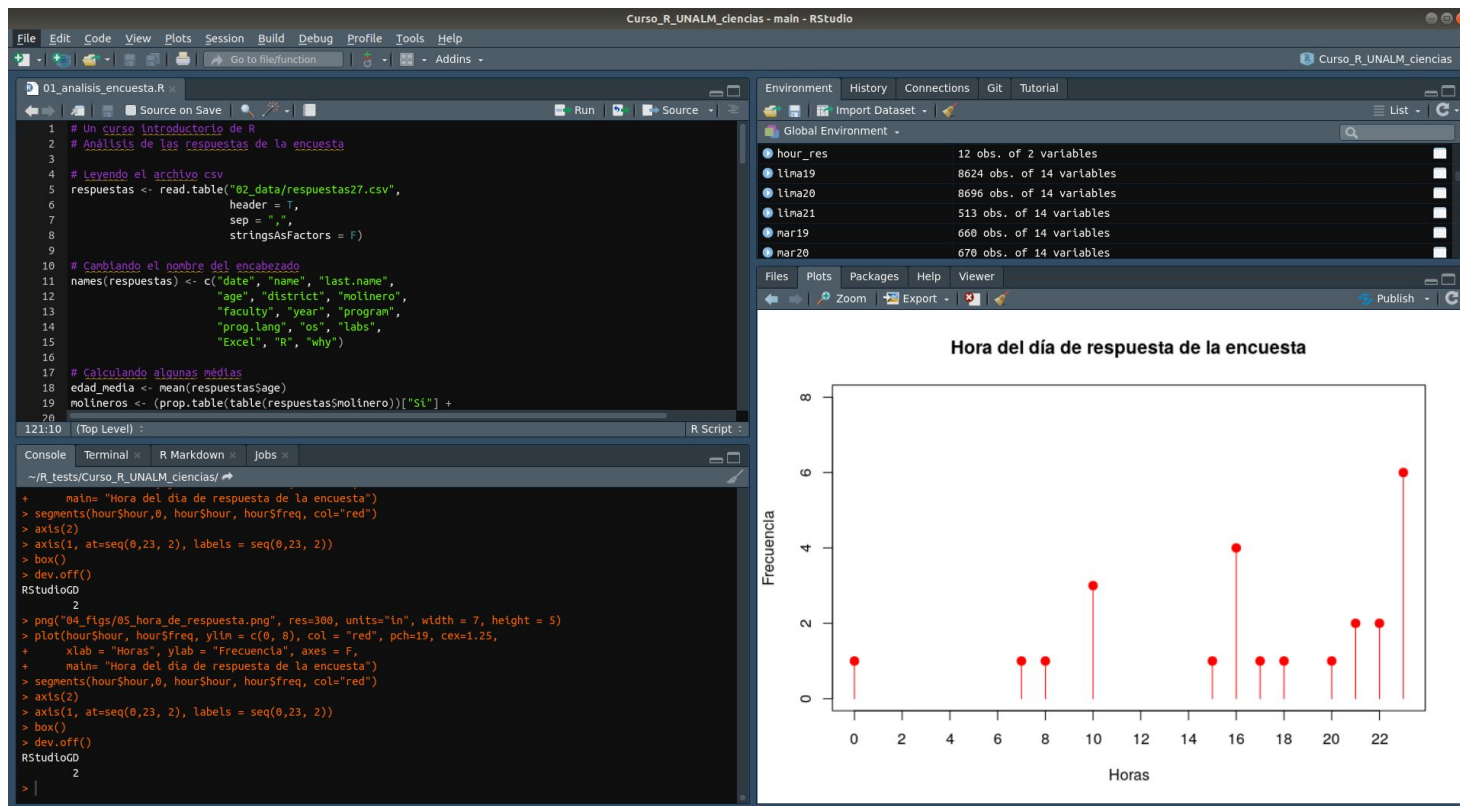 Curso_R_UNALM_ciencias - main - RStudio
File Edit Code View Plots Session Build Debug Profile Tools Help
Go to file/function Addins Curso_R_UNALM_ciencias
01_analisis_encuesta.R
Source on Save Run Source
1 # Un curso introductorio de R
2 # Análisis de las respuestas de la encuesta
3
4 # Leyendo el archivo csv
5 respuestas <- read.table("02_data/respuestas27.csv",
6 header = T,
7 sep = ",",
8 stringsAsFactors = F)
9
10 # Cambiando el nombre del encabezado
11 names(respuestas) <- c("date", "name", "last.name",
12 "age", "district", "molinero",
13 "faculty", "year", "program",
14 "prog.lang", "os", "labs",
15 "Excel", "R", "why")
16
17 # Calculando algunas médias
18 edad_media <- mean(respuestas$age)
19 molineros <- (prop.table(table(respuestas$molinero))["Sí"] +
20
121:10 (Top Level) R Script
Console Terminal R Markdown Jobs
~/R_tests/Curso_R_UNALM_ciencias/
+ main= "Hora del día de respuesta de la encuesta")
> segments(hour$hour,0, hour$hour, hour$freq, col="red")
> axis(2)
> axis(1, at=seq(0,23, 2), labels = seq(0,23, 2))
> box()
> dev.off()
RStudioGD
2
> png("04_figs/05_hora_de_respuesta.png", res=300, units="in", width = 7, height = 5)
> plot(hour$hour, hour$freq, ylim = c(0, 8), col = "red", pch=19, cex=1.25,
+ xlab = "Horas", ylab = "Frecuencia", axes = F,
+ main= "Hora del día de respuesta de la encuesta")
> segments(hour$hour,0, hour$hour, hour$freq, col="red")
> axis(2)
> axis(1, at=seq(0,23, 2), labels = seq(0,23, 2))
> box()
> dev.off()
RStudioGD
2
>
Environment History Connections Git Tutorial
Import Dataset List
Global Environment
hour_res 12 obs. of 2 variables
lima19 8624 obs. of 14 variables
lima20 8696 obs. of 14 variables
lima21 513 obs. of 14 variables
mar19 660 obs. of 14 variables
mar20 670 obs. of 14 variables
Files Plots Packages Help Viewer
Zoom Export Publish
Hora del día de respuesta de la encuesta
Frecuencia
8
6
4
2
0
0 2 4 6 8 10 12 14 16 18 20 22
Horas